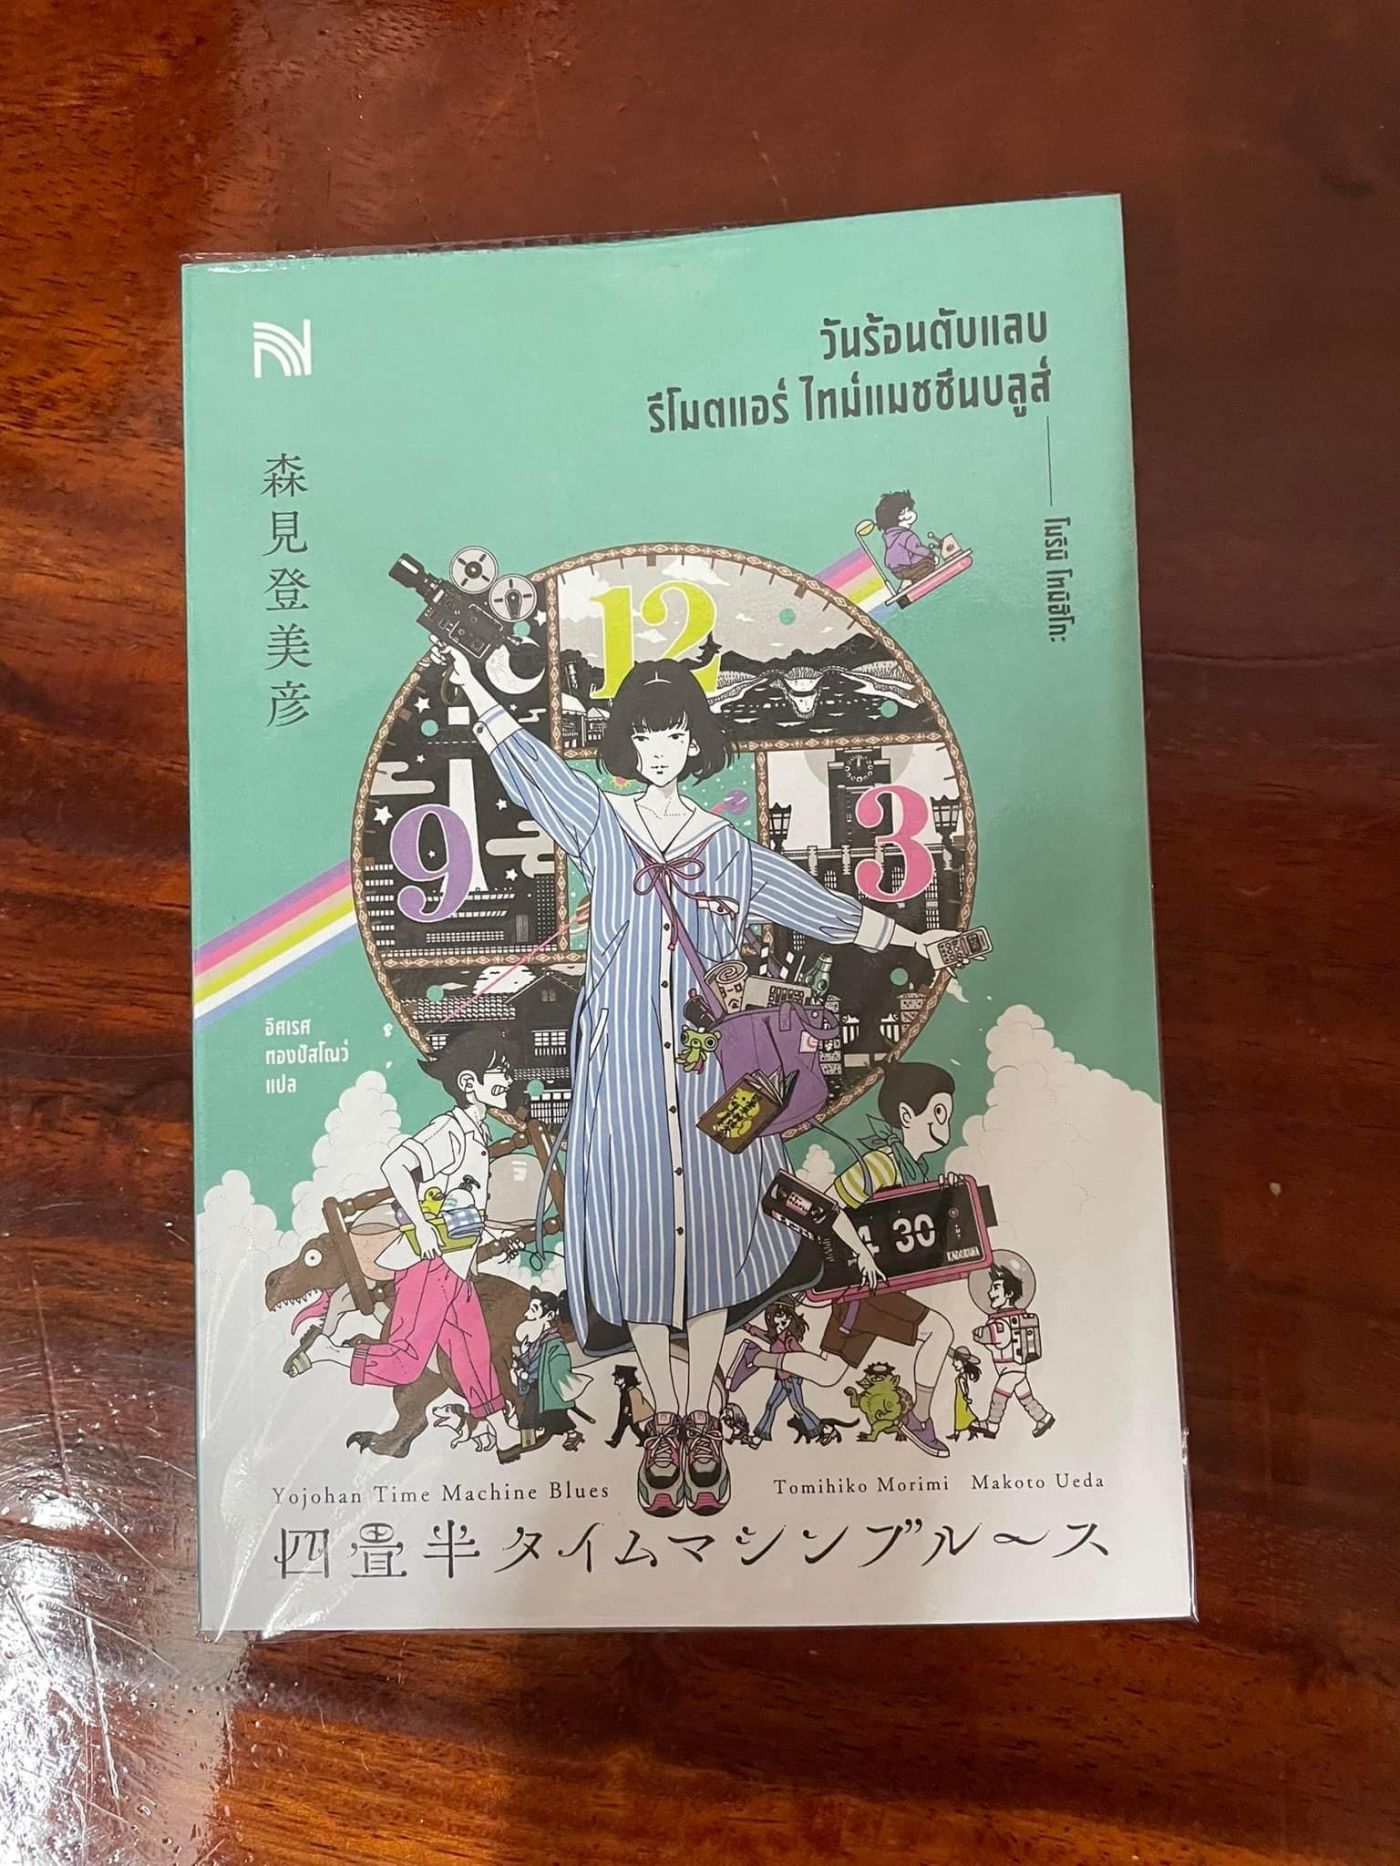 วันร้อนตับแลบ
รีโมตแอร์ ไทม์แมชชีนบลูส์
โมริมิ โทมิฮิโกะ
森見登美彦
12
9
3
อิศเรศ
ทองปัสโณว์
แปล
30
KADOKAWA
Yojohan Time Machine Blues
Tomihiko Morimi Makoto Ueda
四畳半タイムマシンブルース